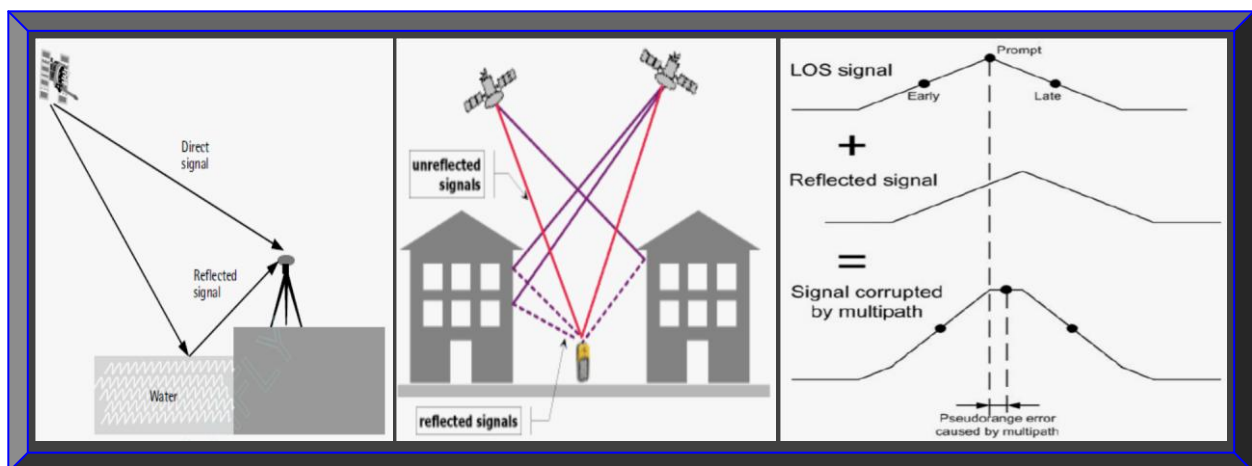 Direct
signal
Reflected
signal
Water
unreflected
signals
reflected signals
LOS signal
Prompt
Early
Late
+
Reflected signal
=
Signal corrupted
by multipath
Pseudorange error
caused by multipath